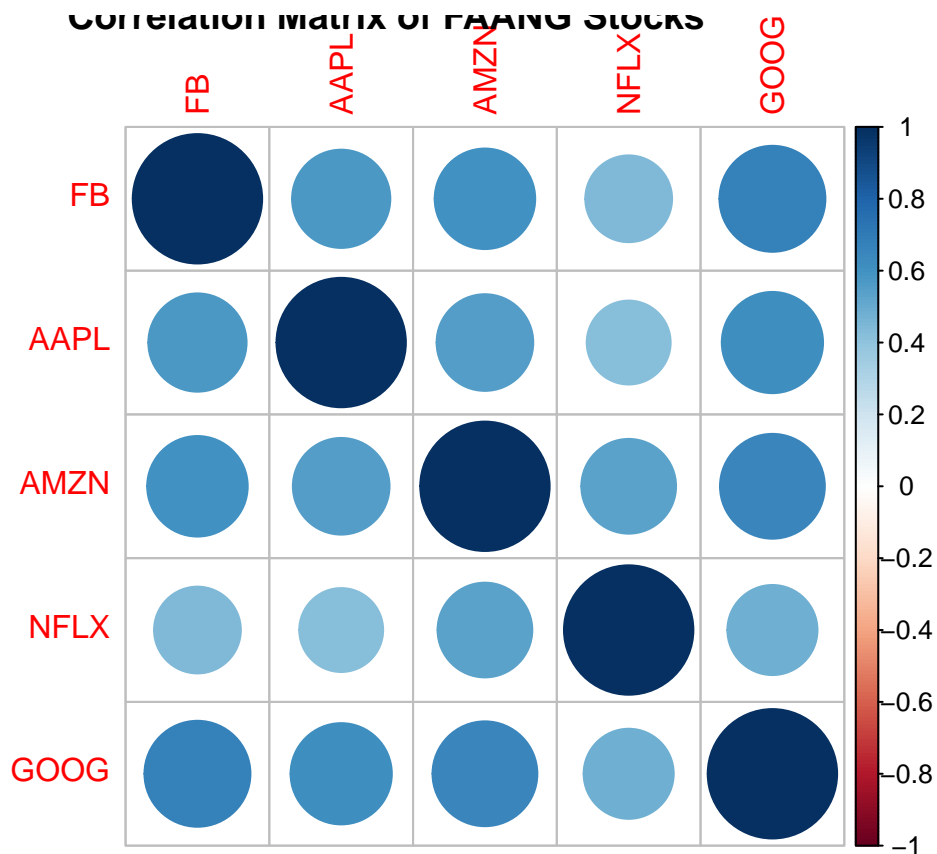 Correlation Matrix of FAANG Stocks
FB AAPL AMZN NFLX GOOG
FB
AAPL
AMZN
NFLX
GOOG
1
0.8
0.6
0.4
0.2
0
−0.2
−0.4
−0.6
−0.8
−1